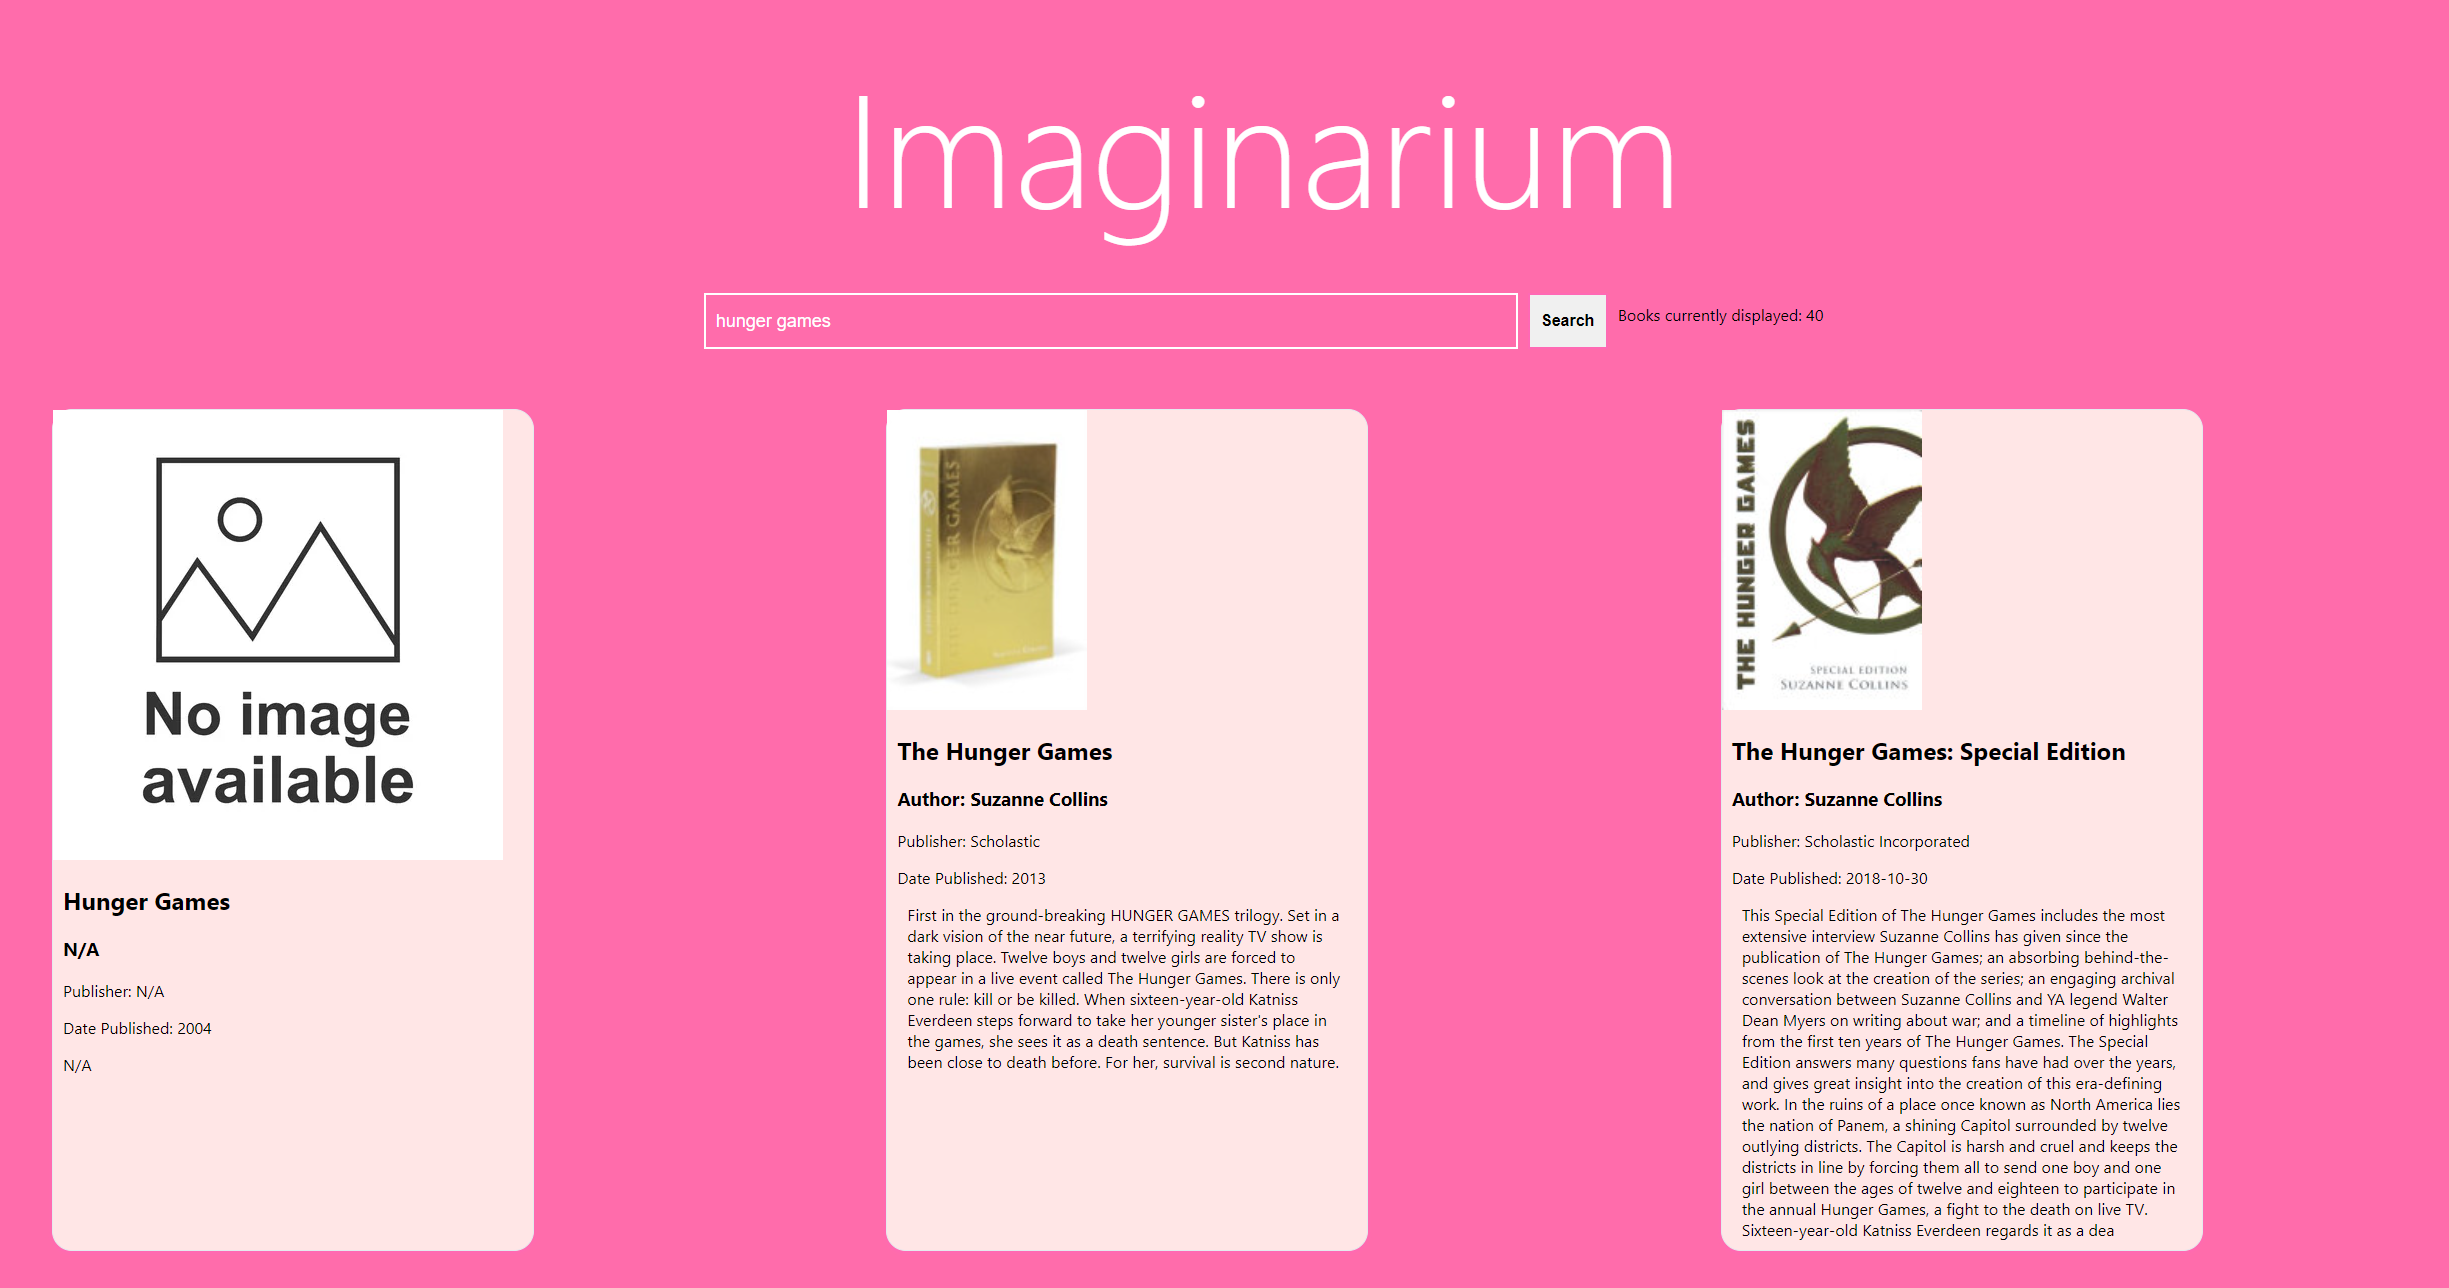 Imaginarium
hunger games
Search
Books currently displayed: 40
No image
available
Hunger Games
N/A
Publisher: N/A
Date Published: 2004
N/A
THE HUNGER GAMES
The Hunger Games
Author: Suzanne Collins
Publisher: Scholastic
Date Published: 2013
First in the ground-breaking HUNGER GAMES trilogy. Set in a
dark vision of the near future, a terrifying reality TV show is
taking place. Twelve boys and twelve girls are forced to
appear in a live event called The Hunger Games. There is only
one rule: kill or be killed. When sixteen-year-old Katniss
Everdeen steps forward to take her younger sister's place in
the games, she sees it as a death sentence. But Katniss has
been close to death before. For her, survival is second nature.
THE HUNGER GAMES
SPECIAL EDITION
SUZANNE COLLINS
The Hunger Games: Special Edition
Author: Suzanne Collins
Publisher: Scholastic Incorporated
Date Published: 2018-10-30
This Special Edition of The Hunger Games includes the most
extensive interview Suzanne Collins has given since the
publication of The Hunger Games; an absorbing behind-the-
scenes look at the creation of the series; an engaging archival
conversation between Suzanne Collins and YA legend Walter
Dean Myers on writing about war; and a timeline of highlights
from the first ten years of The Hunger Games. The Special
Edition answers many questions fans have had over the years,
and gives great insight into the creation of this era-defining
work. In the ruins of a place once known as North America lies
the nation of Panem, a shining Capitol surrounded by twelve
outlying districts. The Capitol is harsh and cruel and keeps the
districts in line by forcing them all to send one boy and one
girl between the ages of twelve and eighteen to participate in
the annual Hunger Games, a fight to the death on live TV.
Sixteen-year-old Katniss Everdeen regards it as a dea